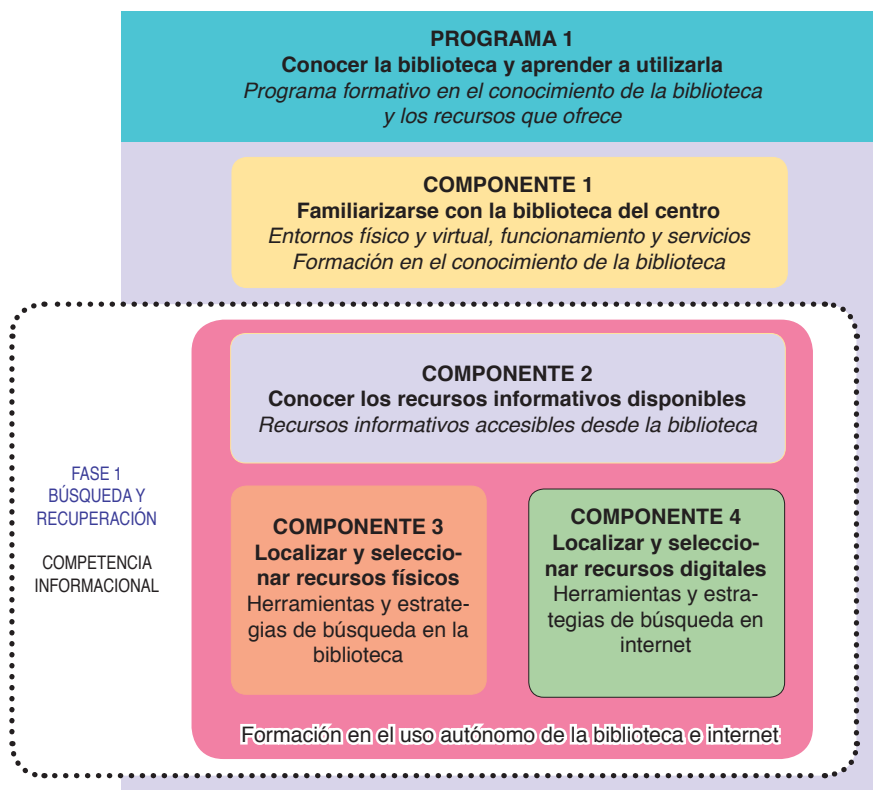 PROGRAMA 1
Conocer la biblioteca y aprender a utilizarla
Programa formativo en el conocimiento de la biblioteca
y los recursos que ofrece
COMPONENTE 1
Familiarizarse con la biblioteca del centro
Entornos físico y virtual, funcionamiento y servicios
Formación en el conocimiento de la biblioteca
COMPONENTE 2
Conocer los recursos informativos disponibles
Recursos informativos accesibles desde la biblioteca
FASE 1
BÚSQUEDA Y
RECUPERACIÓN
COMPETENCIA
INFORMACIONAL
COMPONENTE 3
Localizar y seleccio-
nar recursos físicos
Herramientas y estrate-
gias de búsqueda en la
biblioteca
COMPONENTE 4
Localizar y seleccio-
nar recursos digitales
Herramientas y estra-
tegias de búsqueda en
internet
Formación en el uso autónomo de la biblioteca e internet